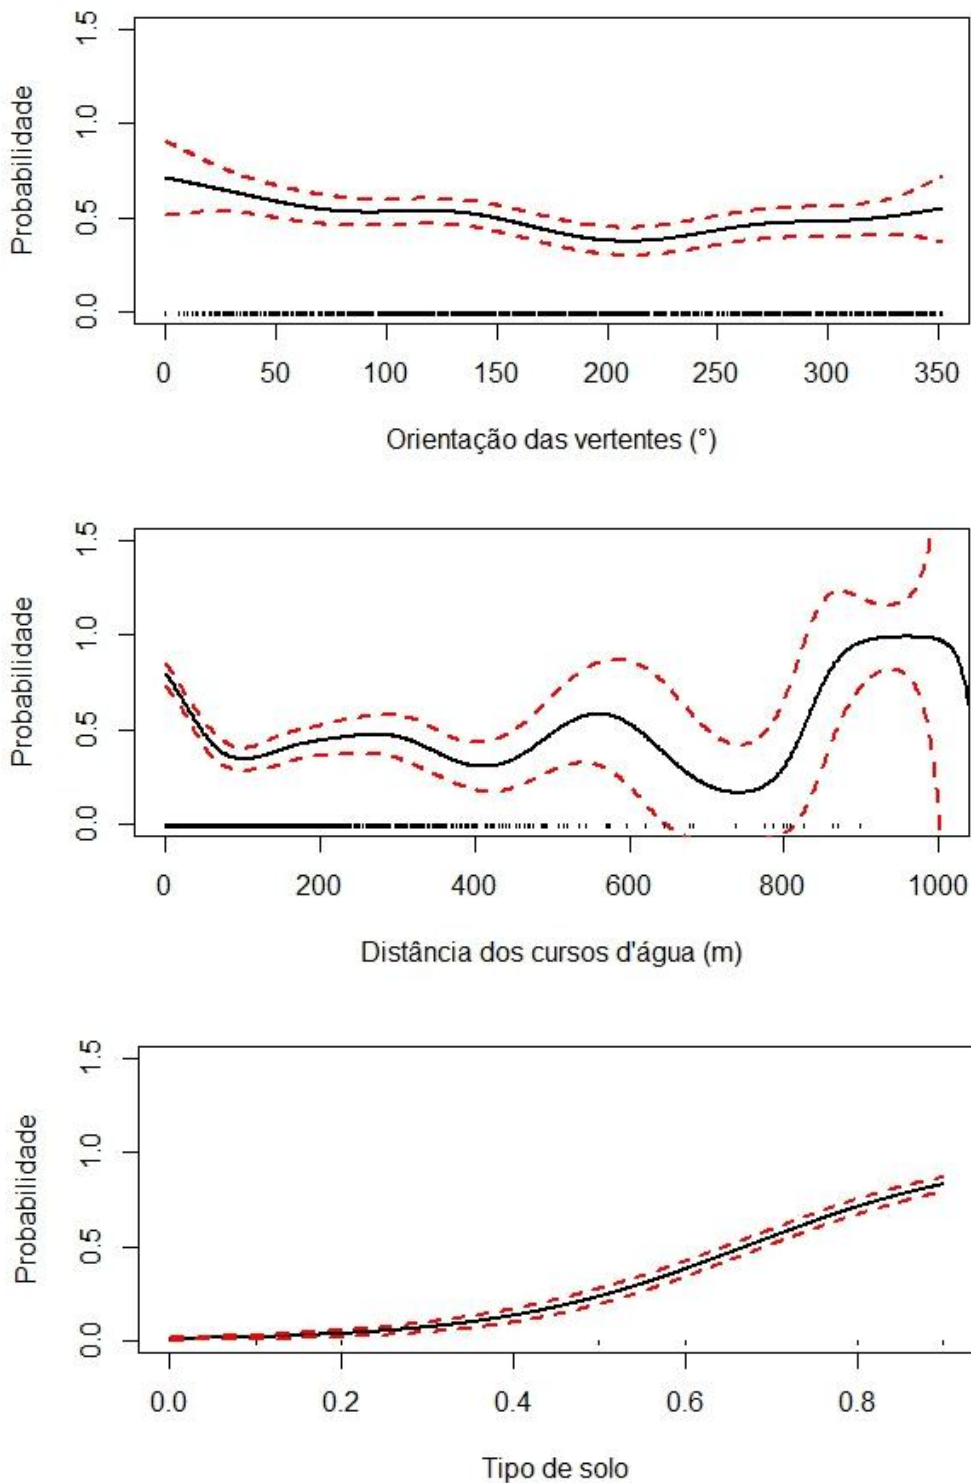 1.5
1.0
0.5
0.0
Probabilidade
0 50 100 150 200 250 300 350
Orientação das vertentes (°)
1.5
1.0
0.5
0.0
Probabilidade
0 200 400 600 800 1000
Distância dos cursos d'água (m)
1.5
1.0
0.5
0.0
Probabilidade
0.0 0.2 0.4 0.6 0.8
Tipo de solo